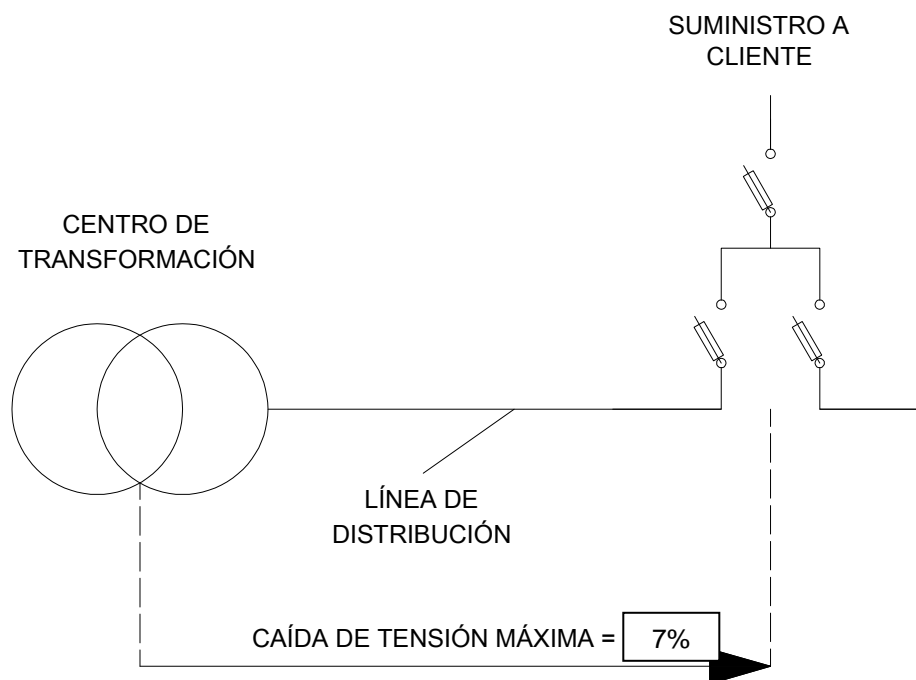 SUMINISTRO A
CLIENTE
CENTRO DE
TRANSFORMACIÓN
LÍNEA DE
DISTRIBUCIÓN
CAÍDA DE TENSIÓN MÁXIMA = 7%